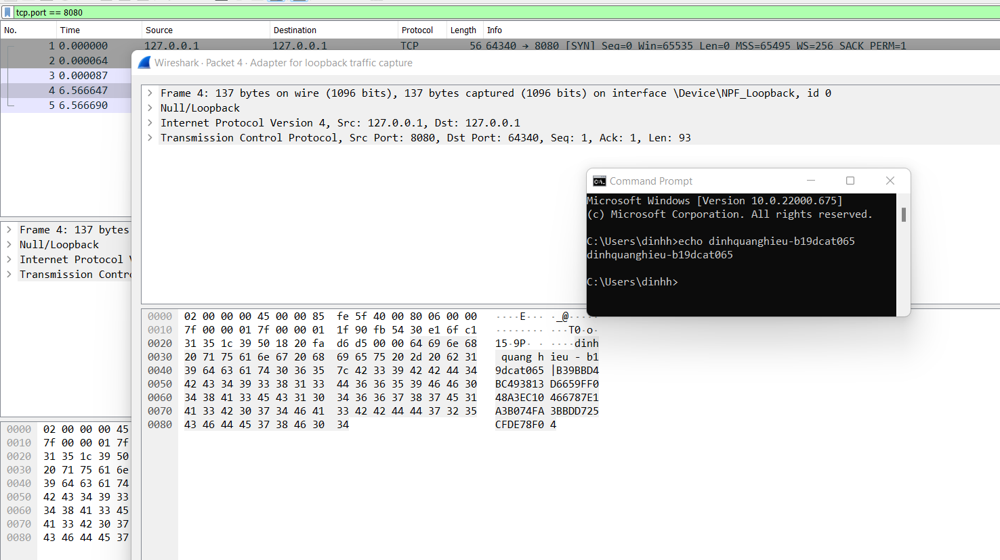 tcp.port == 8080
No. Time Source Destination Protocol Length Info
1 0.000000 127.0.0.1 127.0.0.1 TCP 56 64340 → 8080 [SYN] Seq=0 Win=65535 Len=0 MSS=65495 WS=256 SACK_PERM=1
2 0.000064
3 0.000087
4 6.566647
5 6.566690
Wireshark · Packet 4 · Adapter for loopback traffic capture
Frame 4: 137 bytes on wire (1096 bits), 137 bytes captured (1096 bits) on interface \Device\NPF_Loopback, id 0
Null/Loopback
Internet Protocol Version 4, Src: 127.0.0.1, Dst: 127.0.0.1
Transmission Control Protocol, Src Port: 8080, Dst Port: 64340, Seq: 1, Ack: 1, Len: 93
Command Prompt
Microsoft Windows [Version 10.0.22000.675]
(c) Microsoft Corporation. All rights reserved.
C:\Users\dinhh>echo dinhquanghieu-b19dcat065
dinhquanghieu-b19dcat065
C:\Users\dinhh>
Frame 4: 137 bytes
Null/Loopback
Internet Protocol
Transmission Contr
0000 02 00 00 00 45 00 00 85 fe 5f 40 00 80 06 00 00 ····E··· ·_@·····
0010 7f 00 00 01 7f 00 00 01 1f 90 fb 54 30 e1 6f c1 ········ ···T0·o·
0020 31 35 1c 39 50 18 20 fa d6 d5 00 00 64 69 6e 68 15·9P· · ····dinh
0030 20 71 75 61 6e 67 20 68 69 65 75 20 2d 20 62 31 quang h ieu - b1
0040 39 64 63 61 74 30 36 35 7c 42 33 39 42 42 44 34 9dcat065 |B39BBD4
0050 42 43 34 39 33 38 31 33 44 36 36 35 39 46 46 30 BC493813 D6659FF0
0060 34 38 41 33 45 43 31 30 34 36 36 37 38 37 45 31 48A3EC10 466787E1
0070 41 33 42 30 37 34 46 41 33 42 42 44 44 37 32 35 A3B074FA 3BBDD725
0080 43 46 44 45 37 38 46 30 34 CFDE78F0 4
0000 02 00 00 00 45
0010 7f 00 00 01 7f
0020 31 35 1c 39 50
0030 20 71 75 61 6e
0040 39 64 63 61 74
0050 42 43 34 39 33
0060 34 38 41 33 45
0070 41 33 42 30 37
0080 43 46 44 45 37